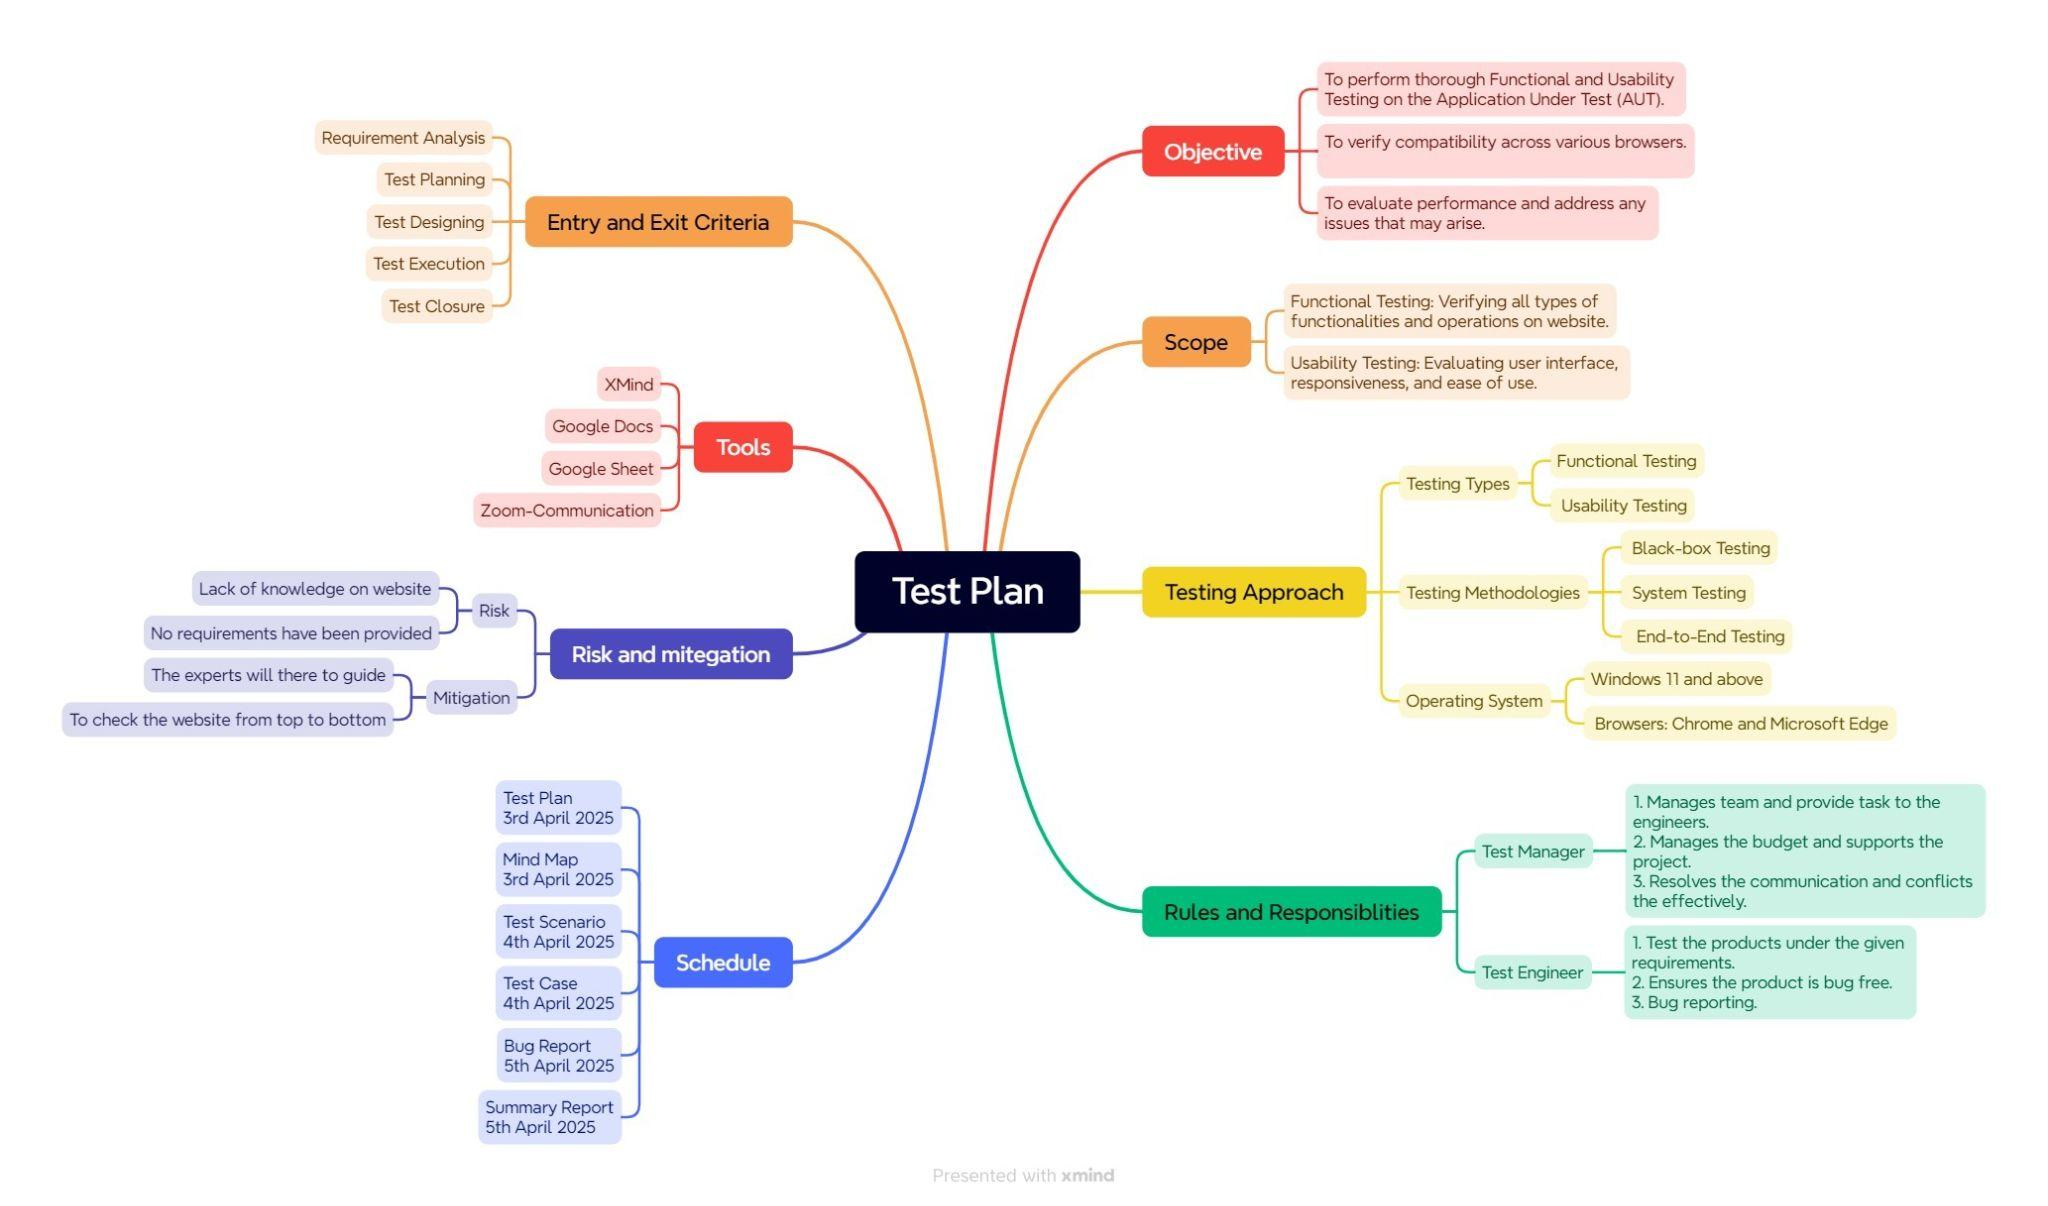 Test Plan
Objective
To perform thorough Functional and Usability
Testing on the Application Under Test (AUT).
To verify compatibility across various browsers.
To evaluate performance and address any
issues that may arise.
Scope
Functional Testing: Verifying all types of
functionalities and operations on website.
Usability Testing: Evaluating user interface,
responsiveness, and ease of use.
Testing Approach
Testing Types
Functional Testing
Usability Testing
Testing Methodologies
Black-box Testing
System Testing
End-to-End Testing
Operating System
Windows 11 and above
Browsers: Chrome and Microsoft Edge
Rules and Responsiblities
Test Manager
1. Manages team and provide task to the
engineers.
2. Manages the budget and supports the
project.
3. Resolves the communication and conflicts
the effectively.
Test Engineer
1. Test the products under the given
requirements.
2. Ensures the product is bug free.
3. Bug reporting.
Entry and Exit Criteria
Requirement Analysis
Test Planning
Test Designing
Test Execution
Test Closure
Tools
XMind
Google Docs
Google Sheet
Zoom-Communication
Risk and mitegation
Risk
Lack of knowledge on website
No requirements have been provided
Mitigation
The experts will there to guide
To check the website from top to bottom
Schedule
Test Plan
3rd April 2025
Mind Map
3rd April 2025
Test Scenario
4th April 2025
Test Case
4th April 2025
Bug Report
5th April 2025
Summary Report
5th April 2025
Presented with xmind